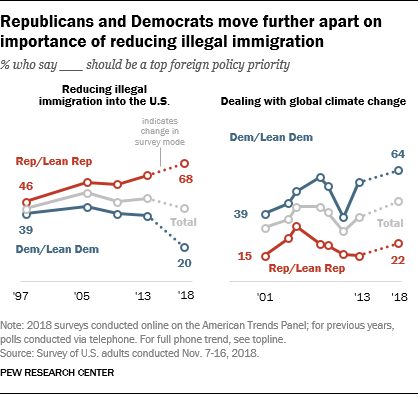 Republicans and Democrats move further apart on
importance of reducing illegal immigration
% who say ___ should be a top foreign policy priority
Reducing illegal
immigration into the U.S.
indicates
change in
survey mode
Rep/Lean Rep
46
68
39
Total
Dem/Lean Dem
20
'97
'05
'13
'18
Dealing with global climate change
Dem/Lean Dem
64
39
15
Rep/Lean Rep
22
'01
'13
'18
Note: 2018 surveys conducted online on the American Trends Panel; for previous years,
polls conducted via telephone. For full phone trend, see topline.
Source: Survey of U.S. adults conducted Nov. 7-16, 2018.
PEW RESEARCH CENTER